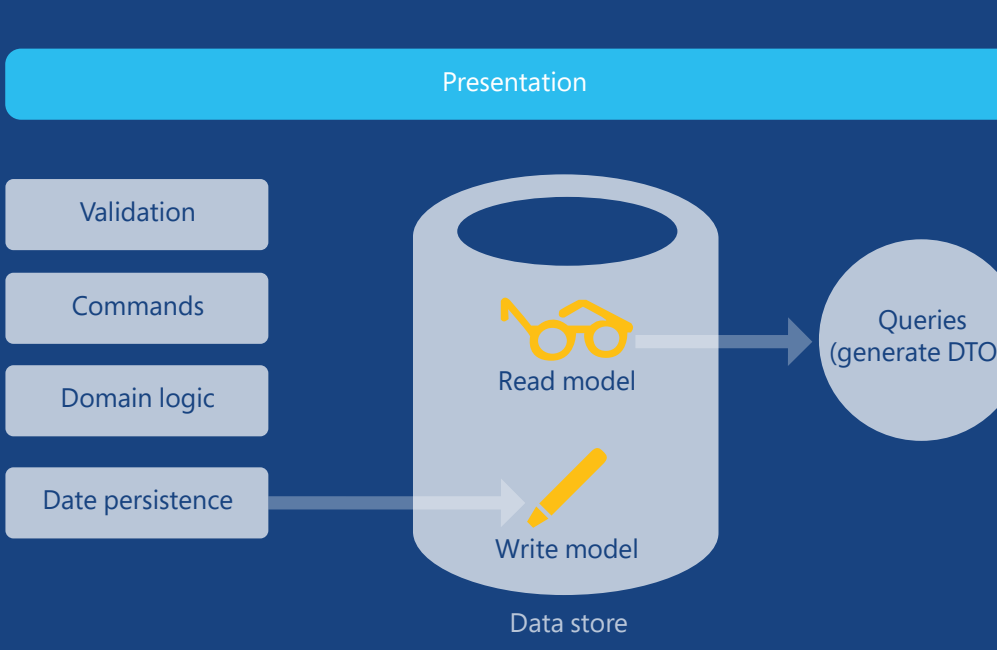 Presentation
Validation
Commands
Domain logic
Date persistence
Read model
Write model
Data store
Queries
(generate DTO